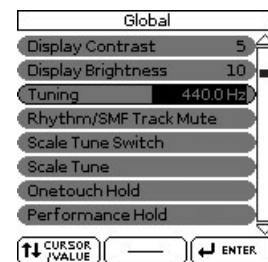 Global
Display Contrast 5
Display Brightness 10
Tuning 440.0 Hz
Rhythm/SMF Track Mute
Scale Tune Switch
Scale Tune
Onetouch Hold
Performance Hold
CURSOR
/VALUE
ENTER